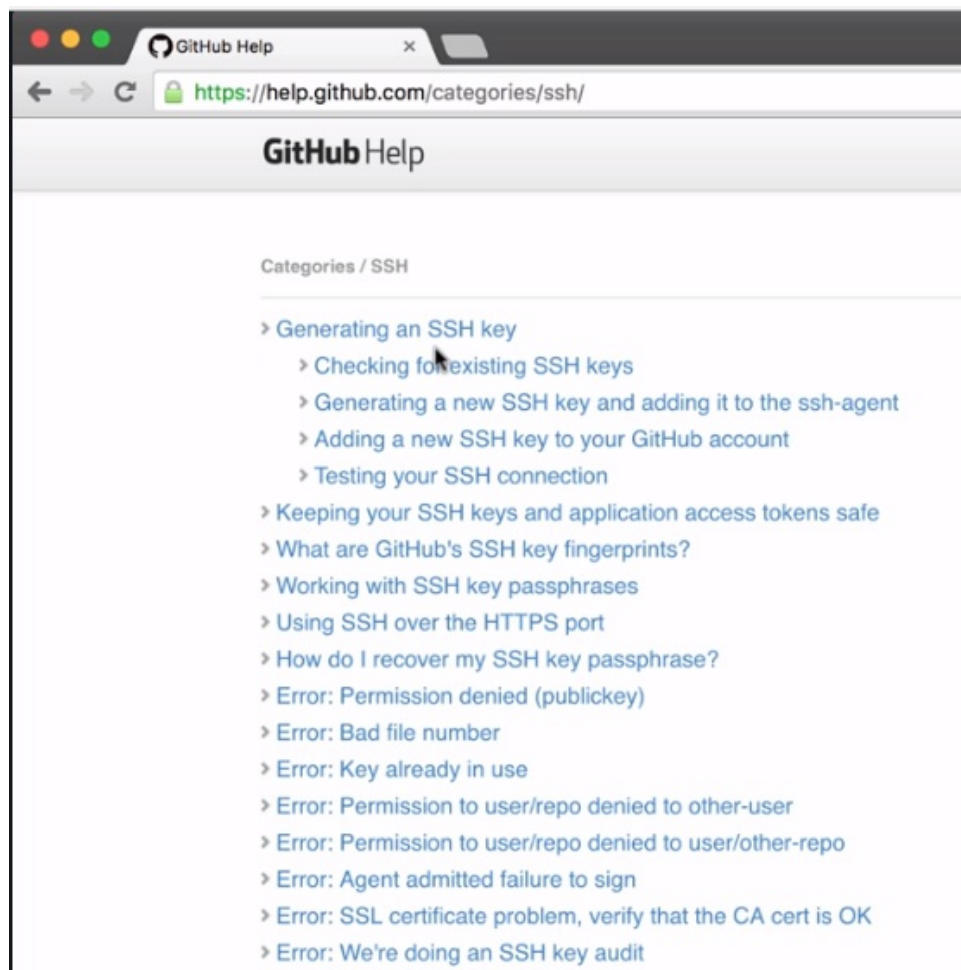 GitHub Help
https://help.github.com/categories/ssh/
GitHub Help
Categories / SSH
Generating an SSH key
Checking for existing SSH keys
Generating a new SSH key and adding it to the ssh-agent
Adding a new SSH key to your GitHub account
Testing your SSH connection
Keeping your SSH keys and application access tokens safe
What are GitHub's SSH key fingerprints?
Working with SSH key passphrases
Using SSH over the HTTPS port
How do I recover my SSH key passphrase?
Error: Permission denied (publickey)
Error: Bad file number
Error: Key already in use
Error: Permission to user/repo denied to other-user
Error: Permission to user/repo denied to user/other-repo
Error: Agent admitted failure to sign
Error: SSL certificate problem, verify that the CA cert is OK
Error: We're doing an SSH key audit